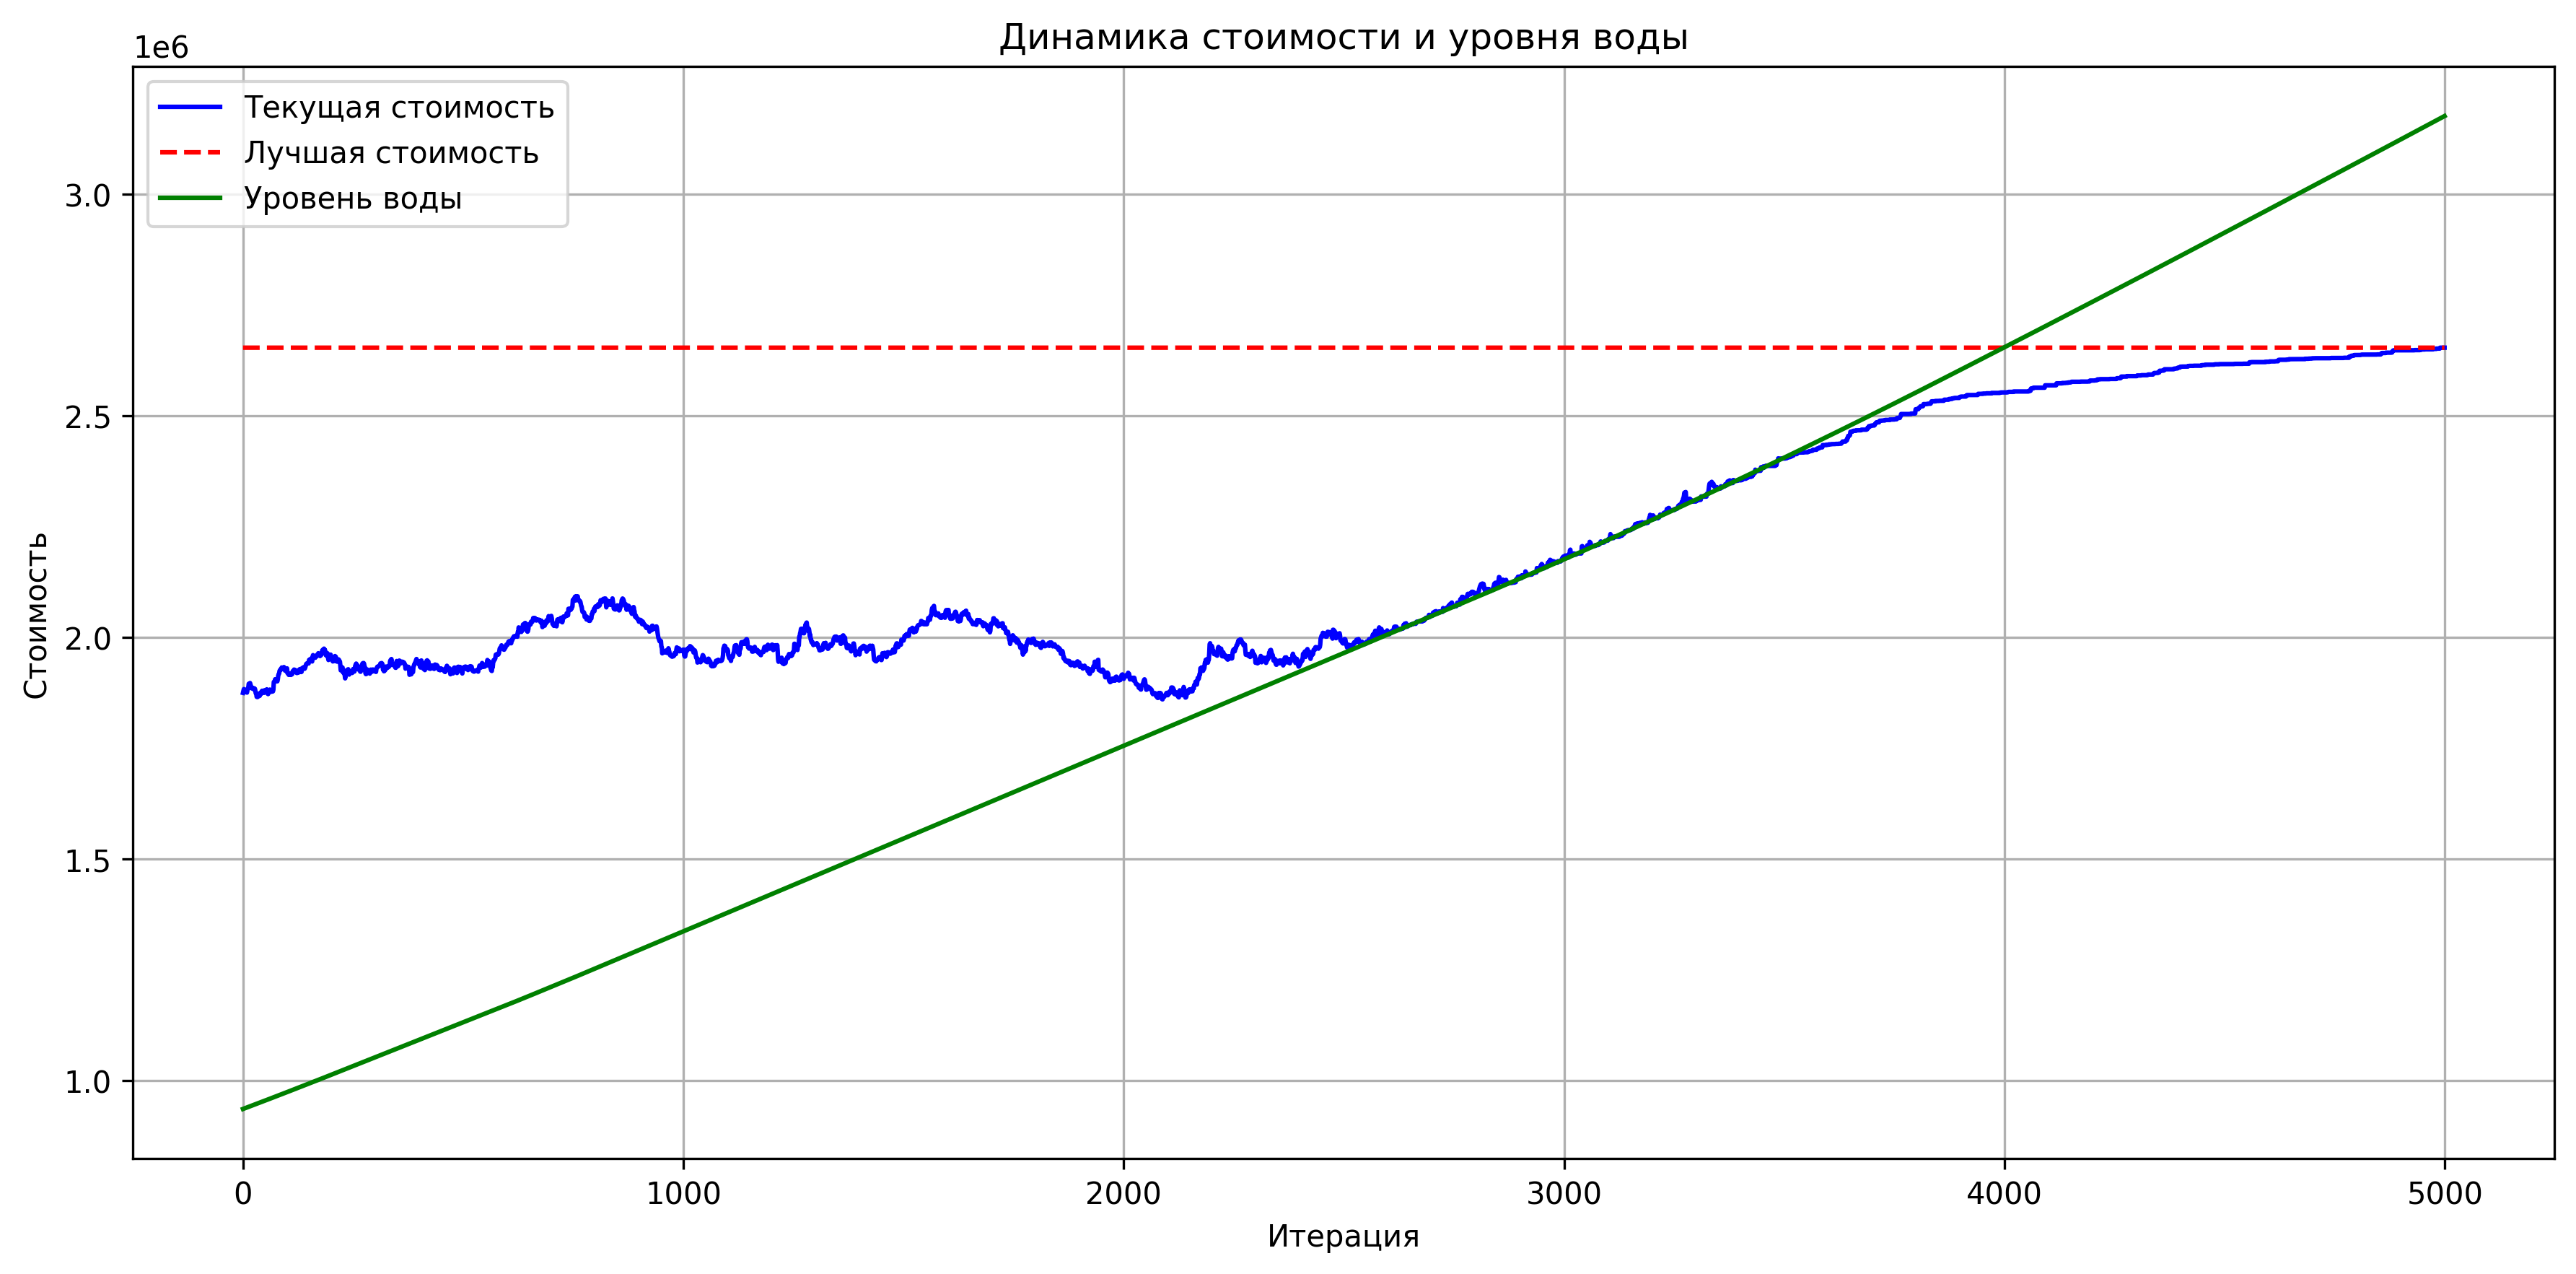 Динамика стоимости и уровня воды
1e6
Текущая стоимость
Лучшая стоимость
Уровень воды
3.0
2.5
2.0
1.5
1.0
Стоимость
0 1000 2000 3000 4000 5000
Итерация